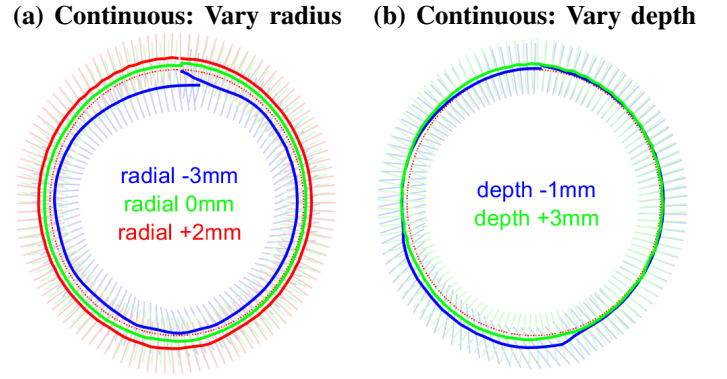 (a) Continuous: Vary radius
(b) Continuous: Vary depth
radial -3mm
radial 0mm
radial +2mm
depth -1mm
depth +3mm